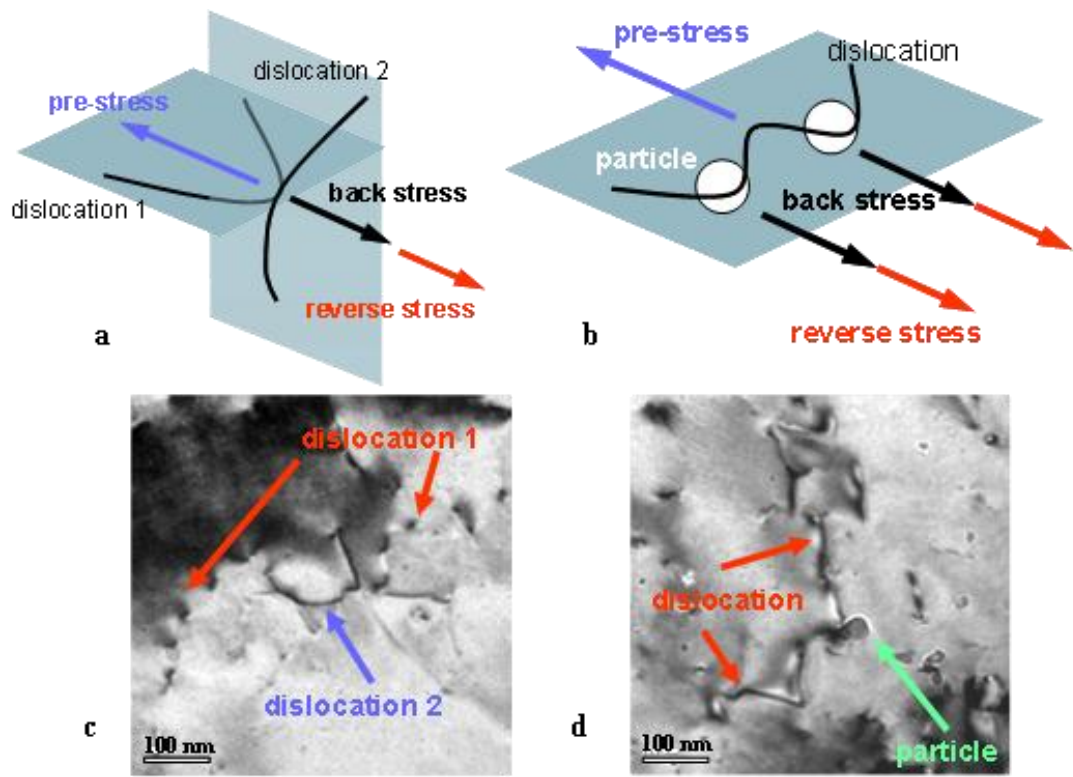 dislocation 2
pre-stress
back stress
dislocation 1
reverse stress
a
pre-stress
dislocation
particle
back stress
reverse stress
b
dislocation 1
dislocation 2
c
100 nm
dislocation
particle
d
100 nm